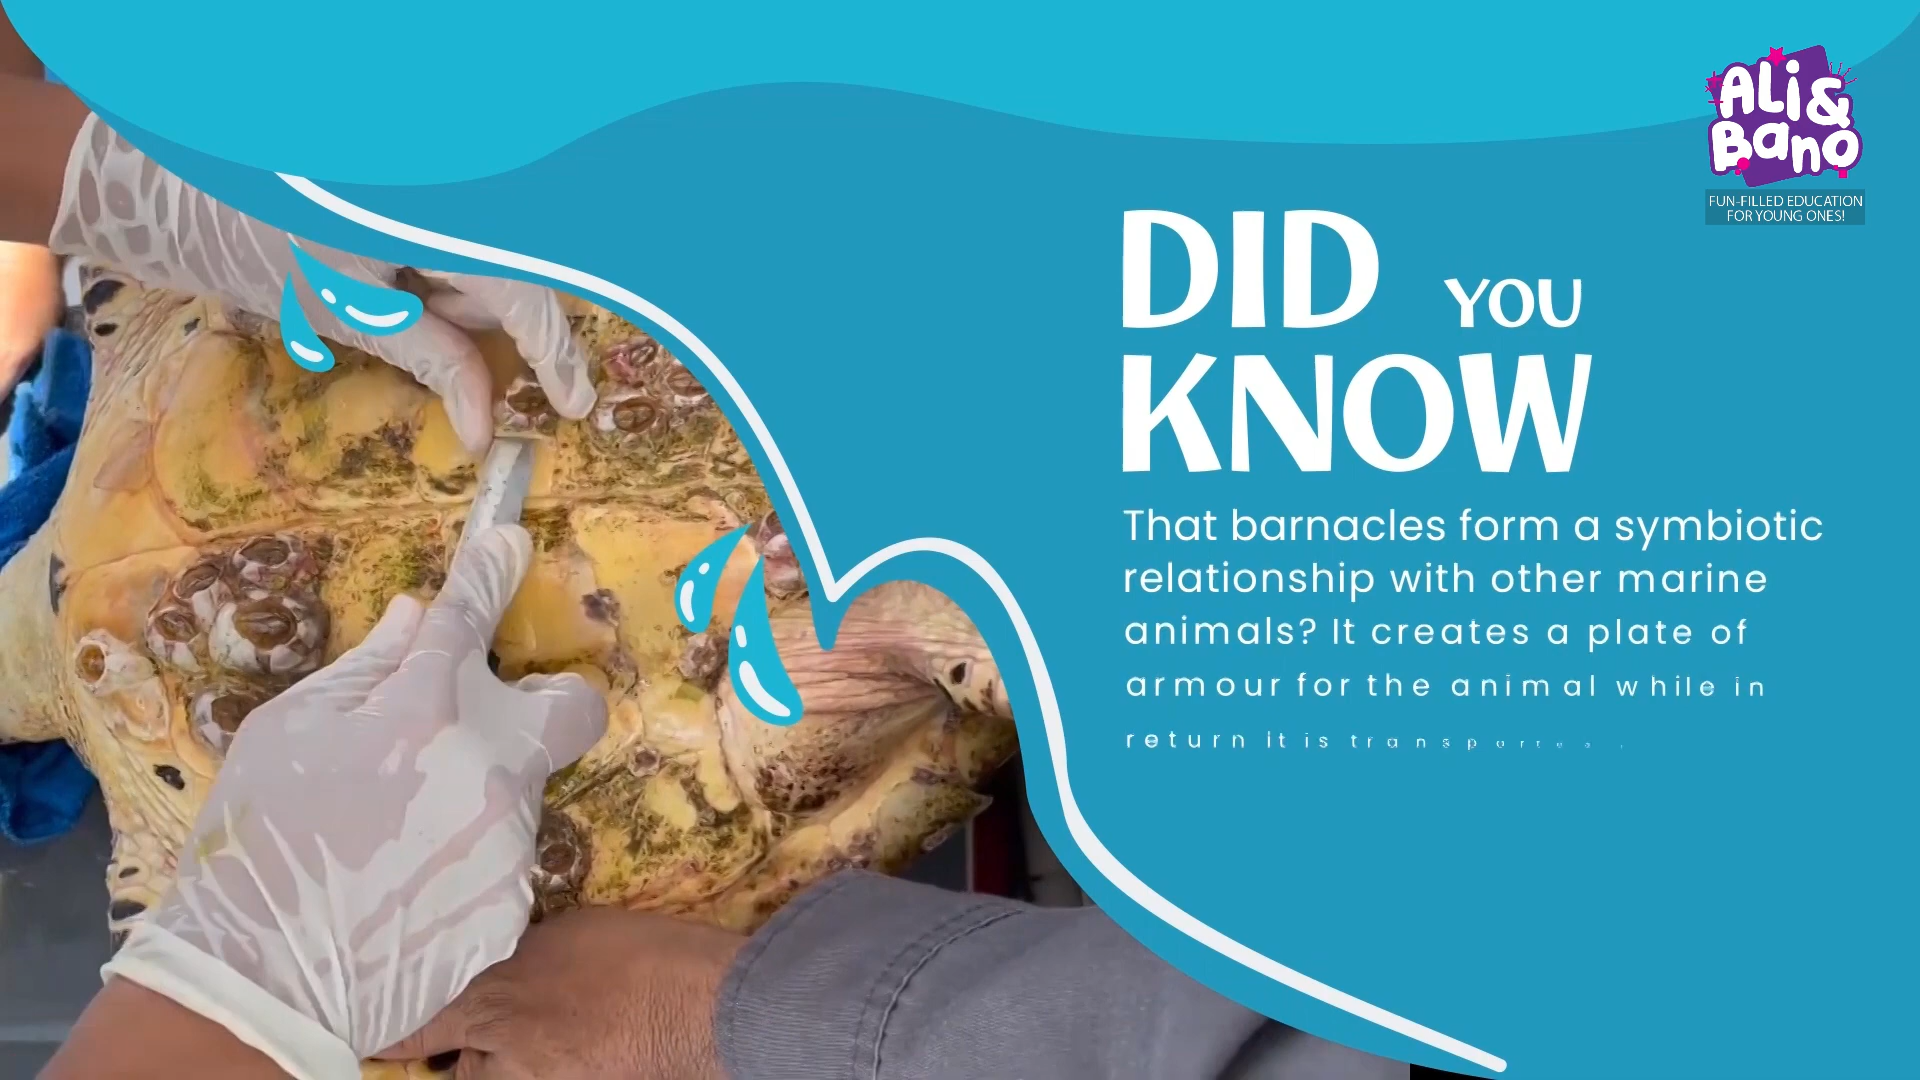 Ali &
Bano
FUN-FILLED EDUCATION
FOR YOUNG ONES!
DID YOU
KNOW
That barnacles form a symbiotic
relationship with other marine
animals? It creates a plate of
armour for the animal while in
return it is